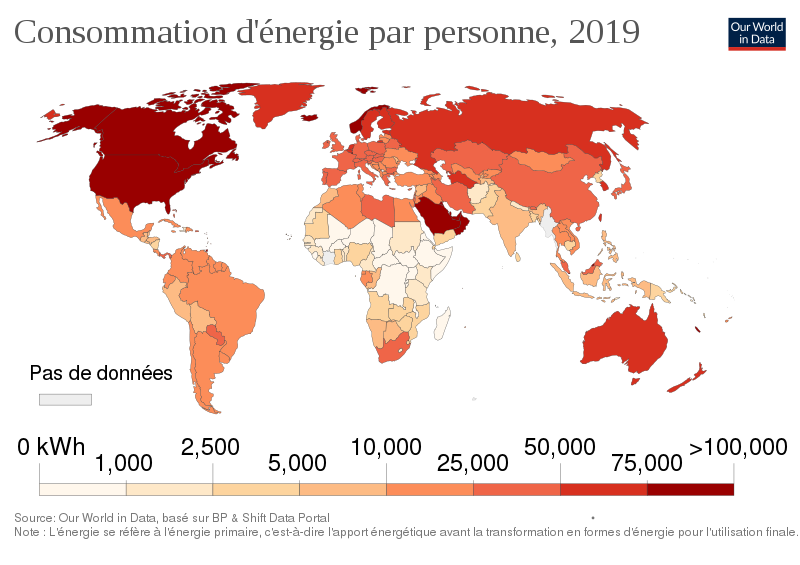 Consommation d'énergie par personne, 2019
Our World
in Data
Pas de données
0 kWh 2,500 10,000 50,000 >100,000
1,000 5,000 25,000 75,000
Source: Our World in Data, basé sur BP & Shift Data Portal
Note : L'énergie se réfère à l'énergie primaire, c'est-à-dire l'apport énergétique avant la transformation en formes d'énergie pour l'utilisation finale.